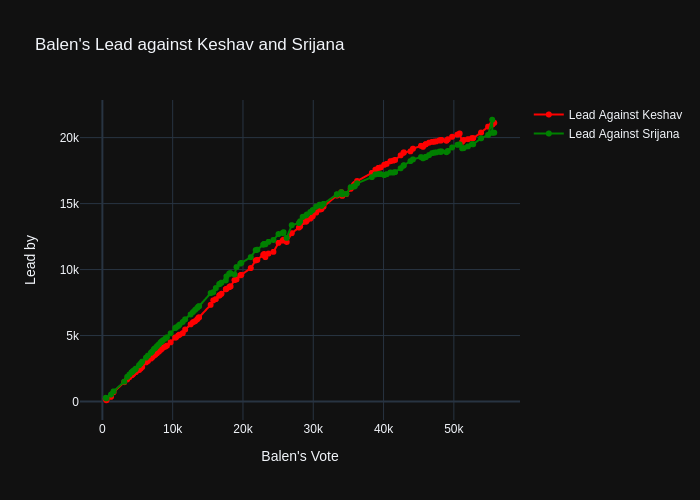 Balen's Lead against Keshav and Srijana
Lead Against Keshav
Lead Against Srijana
20k
15k
10k
5k
0
Lead by
0 10k 20k 30k 40k 50k
Balen's Vote